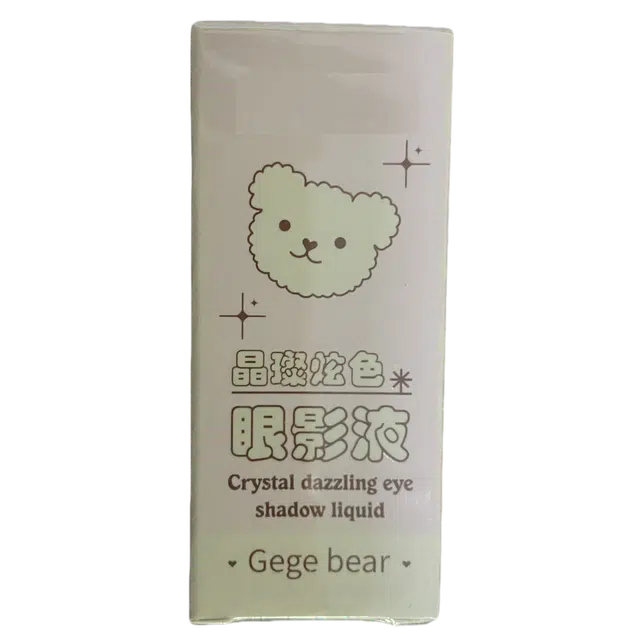 晶璨炫色
眼影液
Crystal dazzling eye
shadow liquid
Gege bear